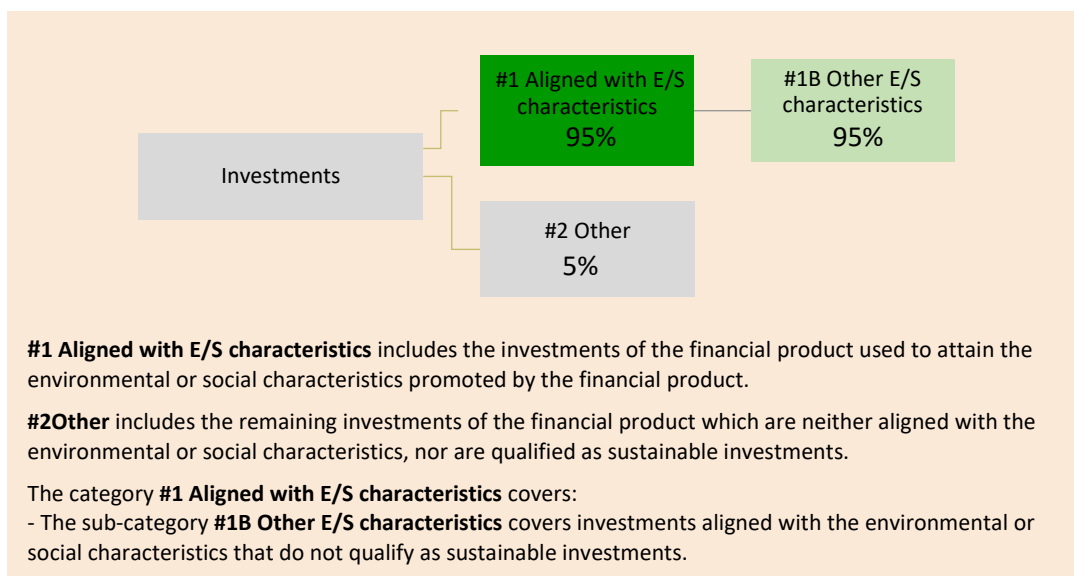 #1 Aligned with E/S
characteristics
95%
#1B Other E/S
characteristics
95%
Investments
#2 Other
5%
#1 Aligned with E/S characteristics includes the investments of the financial product used to attain the
environmental or social characteristics promoted by the financial product.
#2Other includes the remaining investments of the financial product which are neither aligned with the
environmental or social characteristics, nor are qualified as sustainable investments.
The category #1 Aligned with E/S characteristics covers:
- The sub-category #1B Other E/S characteristics covers investments aligned with the environmental or
social characteristics that do not qualify as sustainable investments.